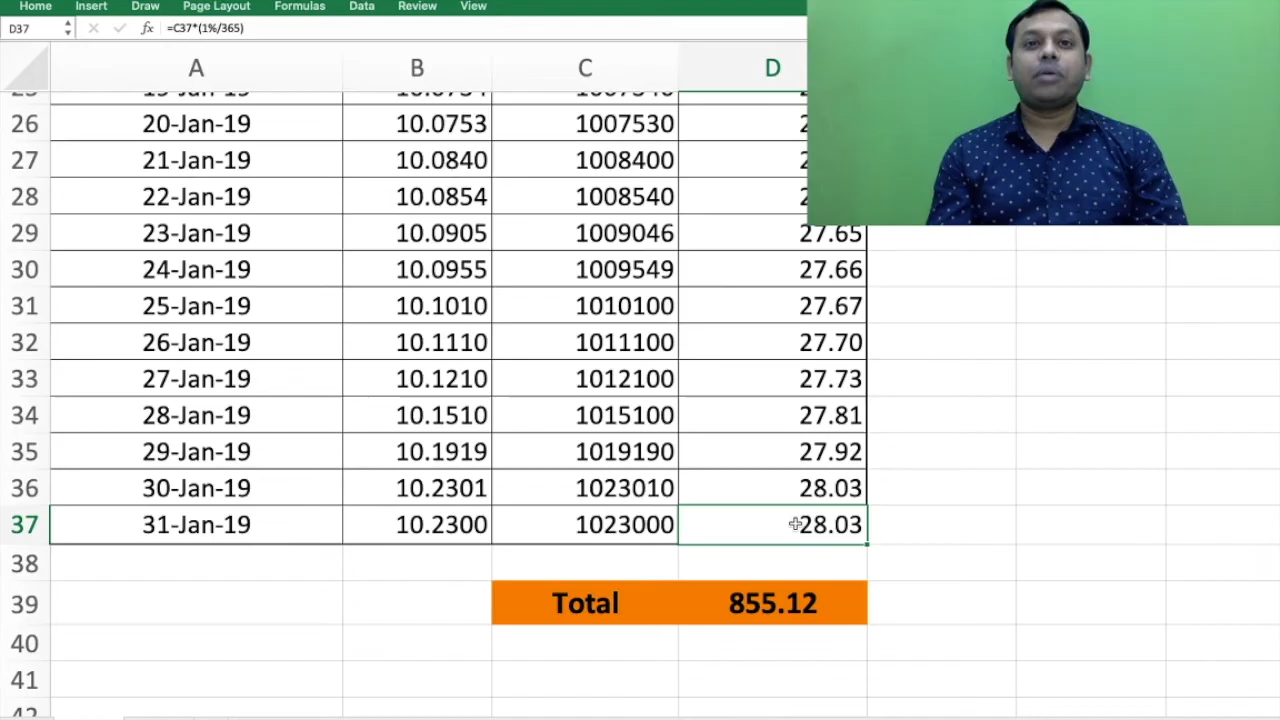 Home Insert Draw Page Layout Formulas Data Review View
D37 fx =C37*(1%/365)
A B C D
26 20-Jan-19 10.0753 1007530
27 21-Jan-19 10.0840 1008400
28 22-Jan-19 10.0854 1008540
29 23-Jan-19 10.0905 1009046 27.65
30 24-Jan-19 10.0955 1009549 27.66
31 25-Jan-19 10.1010 1010100 27.67
32 26-Jan-19 10.1110 1011100 27.70
33 27-Jan-19 10.1210 1012100 27.73
34 28-Jan-19 10.1510 1015100 27.81
35 29-Jan-19 10.1919 1019190 27.92
36 30-Jan-19 10.2301 1023010 28.03
37 31-Jan-19 10.2300 1023000 28.03
38
39 Total 855.12
40
41